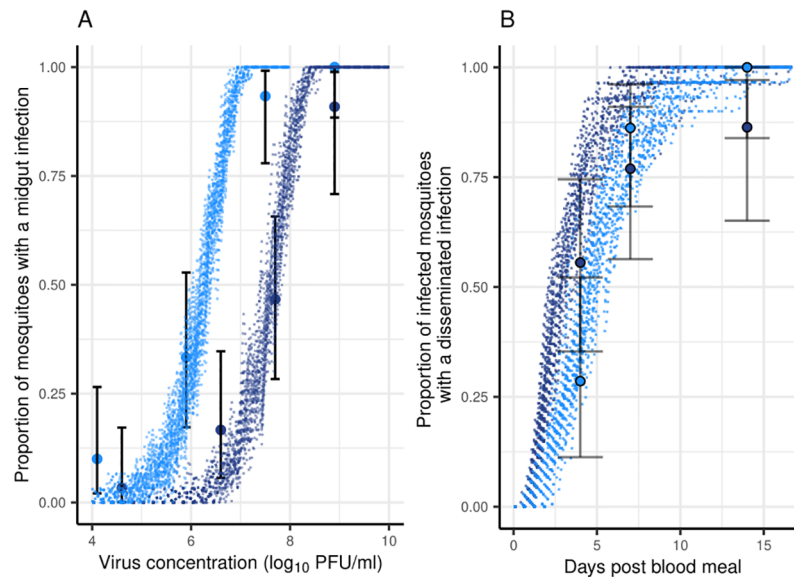 A
Proportion of mosquitoes with a midgut infection
1.00
0.75
0.50
0.25
0.00
4
6
8
10
Virus concentration (log₁₀ PFU/ml)
B
Proportion of infected mosquitoes
with a disseminated infection
1.00
0.75
0.50
0.25
0.00
0
5
10
15
Days post blood meal